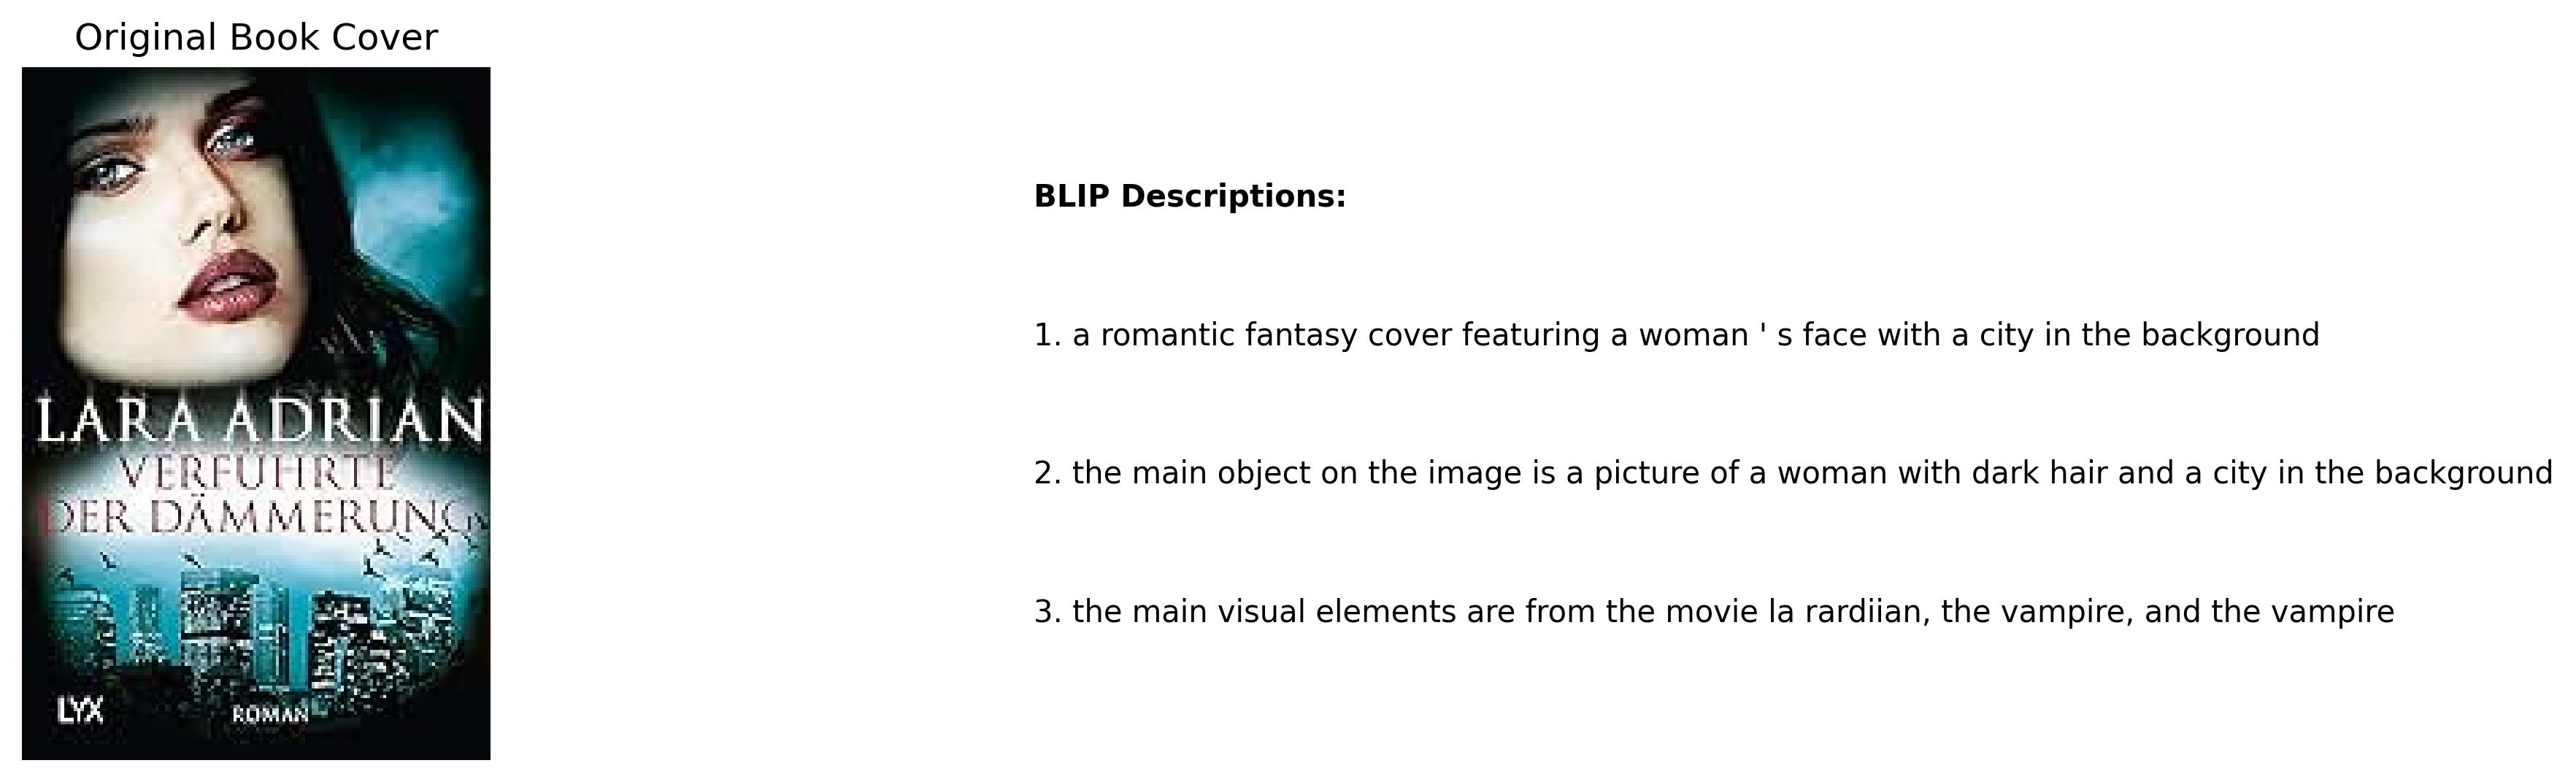 Original Book Cover
LARA ADRIAN
VERFÜHRTE
DER DÄMMERUNG
LYX
ROMAN
BLIP Descriptions:
1. a romantic fantasy cover featuring a woman ' s face with a city in the background
2. the main object on the image is a picture of a woman with dark hair and a city in the background
3. the main visual elements are from the movie la rardiian, the vampire, and the vampire